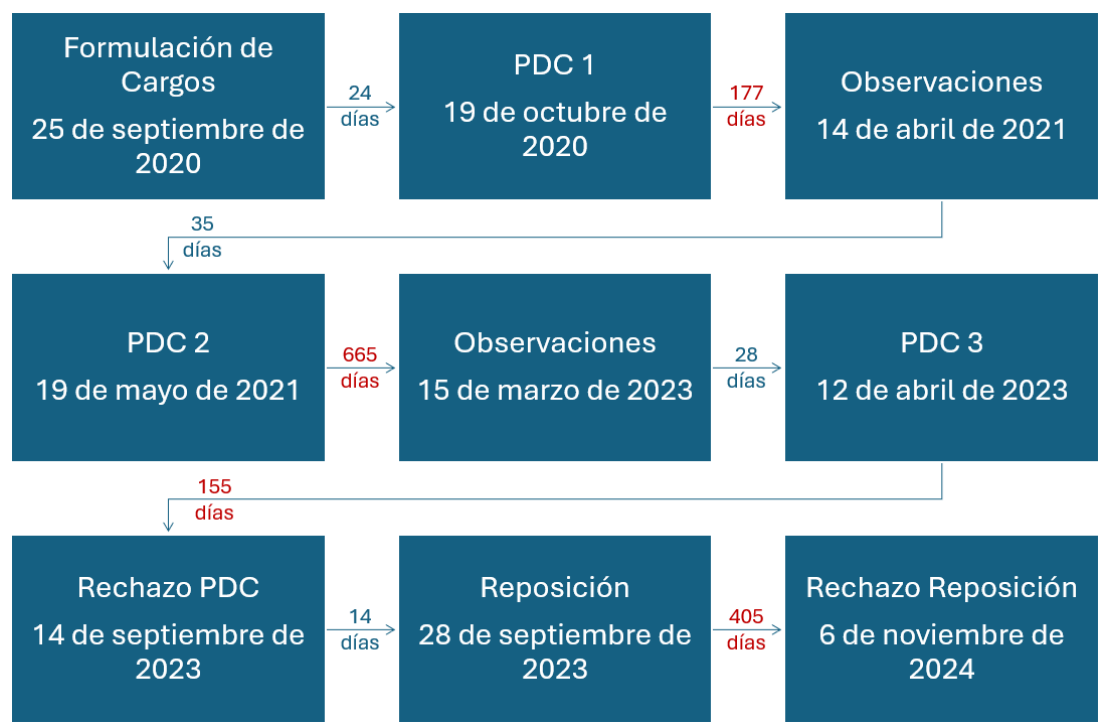 Formulación de
Cargos
25 de septiembre de
2020
24
días
PDC 1
19 de octubre de
2020
177
días
Observaciones
14 de abril de 2021
35
días
PDC 2
19 de mayo de 2021
665
días
Observaciones
15 de marzo de 2023
28
días
PDC 3
12 de abril de 2023
155
días
Rechazo PDC
14 de septiembre de
2023
14
días
Reposición
28 de septiembre de
2023
405
días
Rechazo Reposición
6 de noviembre de
2024